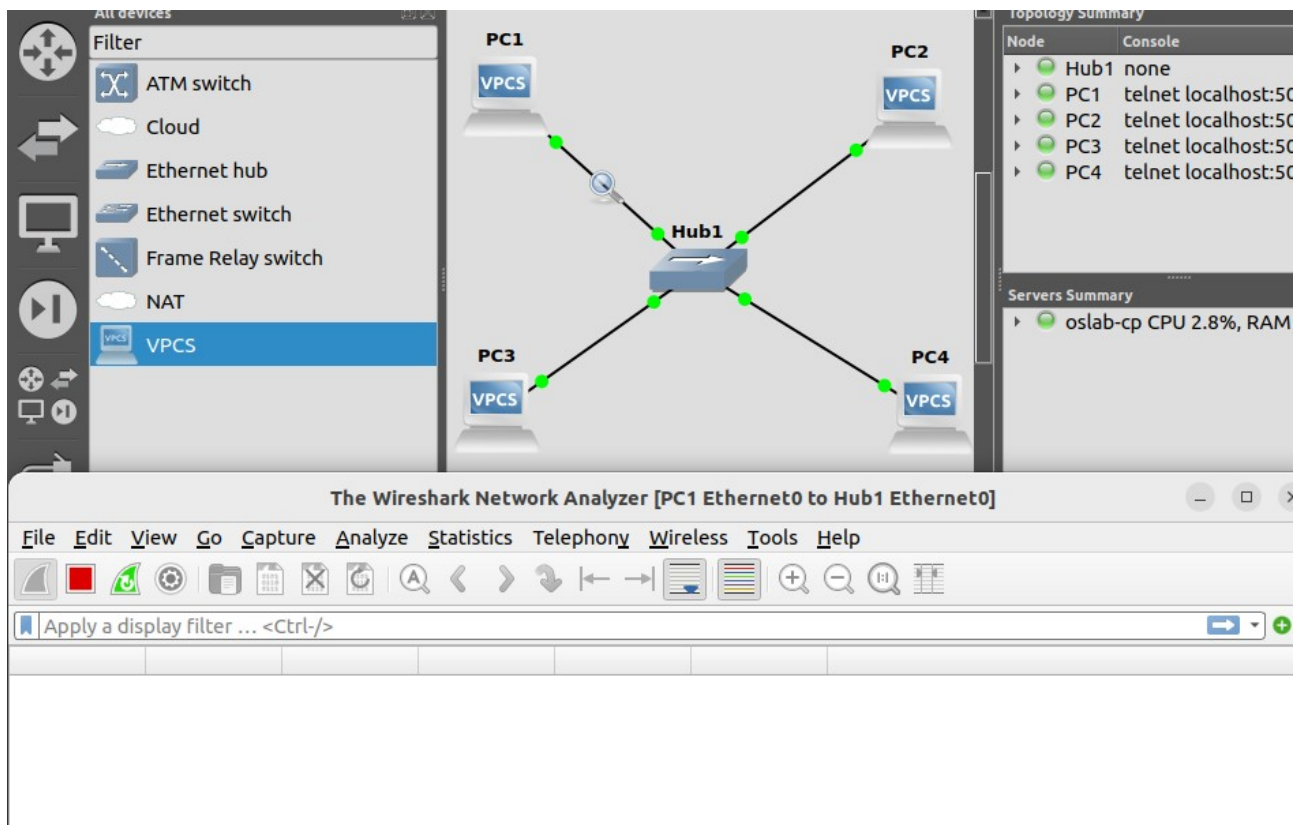 All devices
Filter
ATM switch
Cloud
Ethernet hub
Ethernet switch
Frame Relay switch
NAT
VPCS
VPCS
PC1
VPCS
PC2
VPCS
Hub1
PC3
VPCS
PC4
VPCS
Topology Summary
Node Console
Hub1 none
PC1 telnet localhost:50
PC2 telnet localhost:50
PC3 telnet localhost:50
PC4 telnet localhost:50
Servers Summary
oslab-cp CPU 2.8%, RAM
The Wireshark Network Analyzer [PC1 Ethernet0 to Hub1 Ethernet0]
File Edit View Go Capture Analyze Statistics Telephony Wireless Tools Help
Apply a display filter … <Ctrl-/>